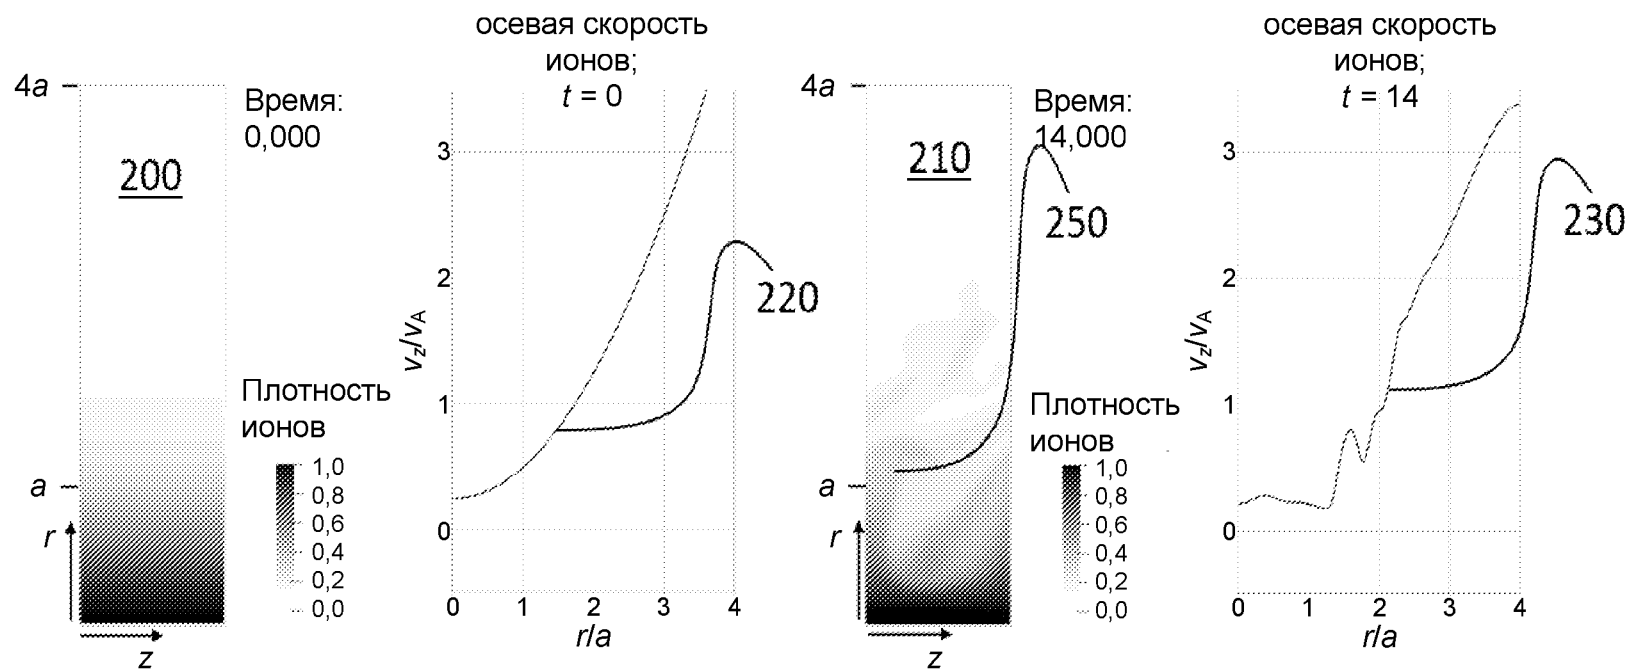 4a
Время:
0,000
200
Плотность
ионов
1,0
0,8
0,6
0,4
0,2
0,0
a
r
z
осевая скорость
ионов;
t = 0
3
2
1
0
v_z/v_A
220
0 1 2 3 4
r/a
4a
Время:
14,000
210
250
Плотность
ионов
1,0
0,8
0,6
0,4
0,2
0,0
a
r
z
осевая скорость
ионов;
t = 14
3
2
1
0
v_z/v_A
230
0 1 2 3 4
r/a